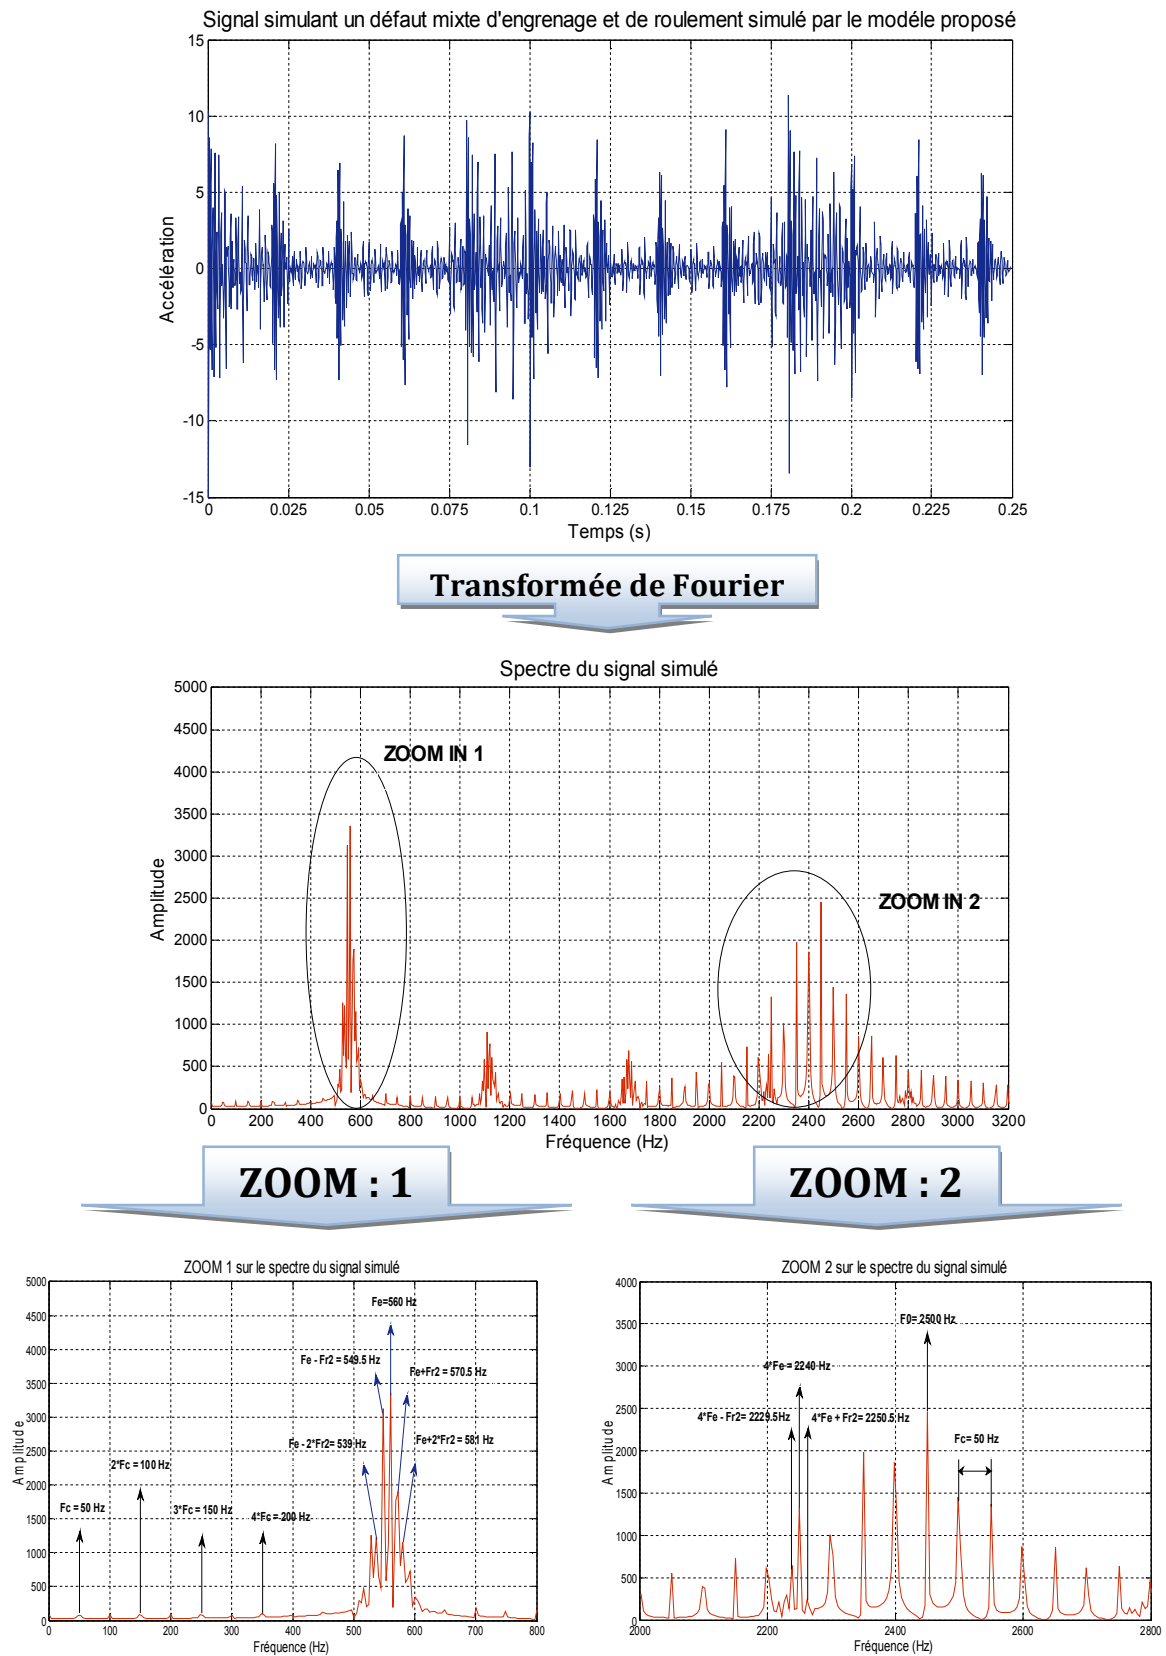 Signal simulant un défaut mixte d'engrenage et de roulement simulé par le modéle proposé
15
10
5
0
-5
-10
-15
Accélération
0 0.025 0.05 0.075 0.1 0.125 0.15 0.175 0.2 0.225 0.25
Temps (s)
Transformée de Fourier
Spectre du signal simulé
5000
4500
4000
3500
3000
2500
2000
1500
1000
500
0
Amplitude
ZOOM IN 1
ZOOM IN 2
0 200 400 600 800 1000 1200 1400 1600 1800 2000 2200 2400 2600 2800 3000 3200
Fréquence (Hz)
ZOOM : 1
ZOOM : 2
ZOOM 1 sur le spectre du signal simulé
5000
4500
4000
3500
3000
2500
2000
1500
1000
500
0
Amplitude
Fe=560 Hz
Fe - Fr2 = 549.5 Hz
Fe+Fr2 = 570.5 Hz
Fe - 2*Fr2= 539 Hz
Fe+2*Fr2 = 581 Hz
2*Fc = 100 Hz
Fc = 50 Hz
3*Fc = 150 Hz
4*Fc = 200 Hz
0 100 200 300 400 500 600 700 800
Fréquence (Hz)
ZOOM 2 sur le spectre du signal simulé
4000
3500
3000
2500
2000
1500
1000
500
0
Amplitude
F0= 2500 Hz
4*Fe = 2240 Hz
4*Fe - Fr2= 2229.5Hz
4*Fe + Fr2= 2250.5 Hz
Fc= 50 Hz
2000 2200 2400 2600 2800
Fréquence (Hz)